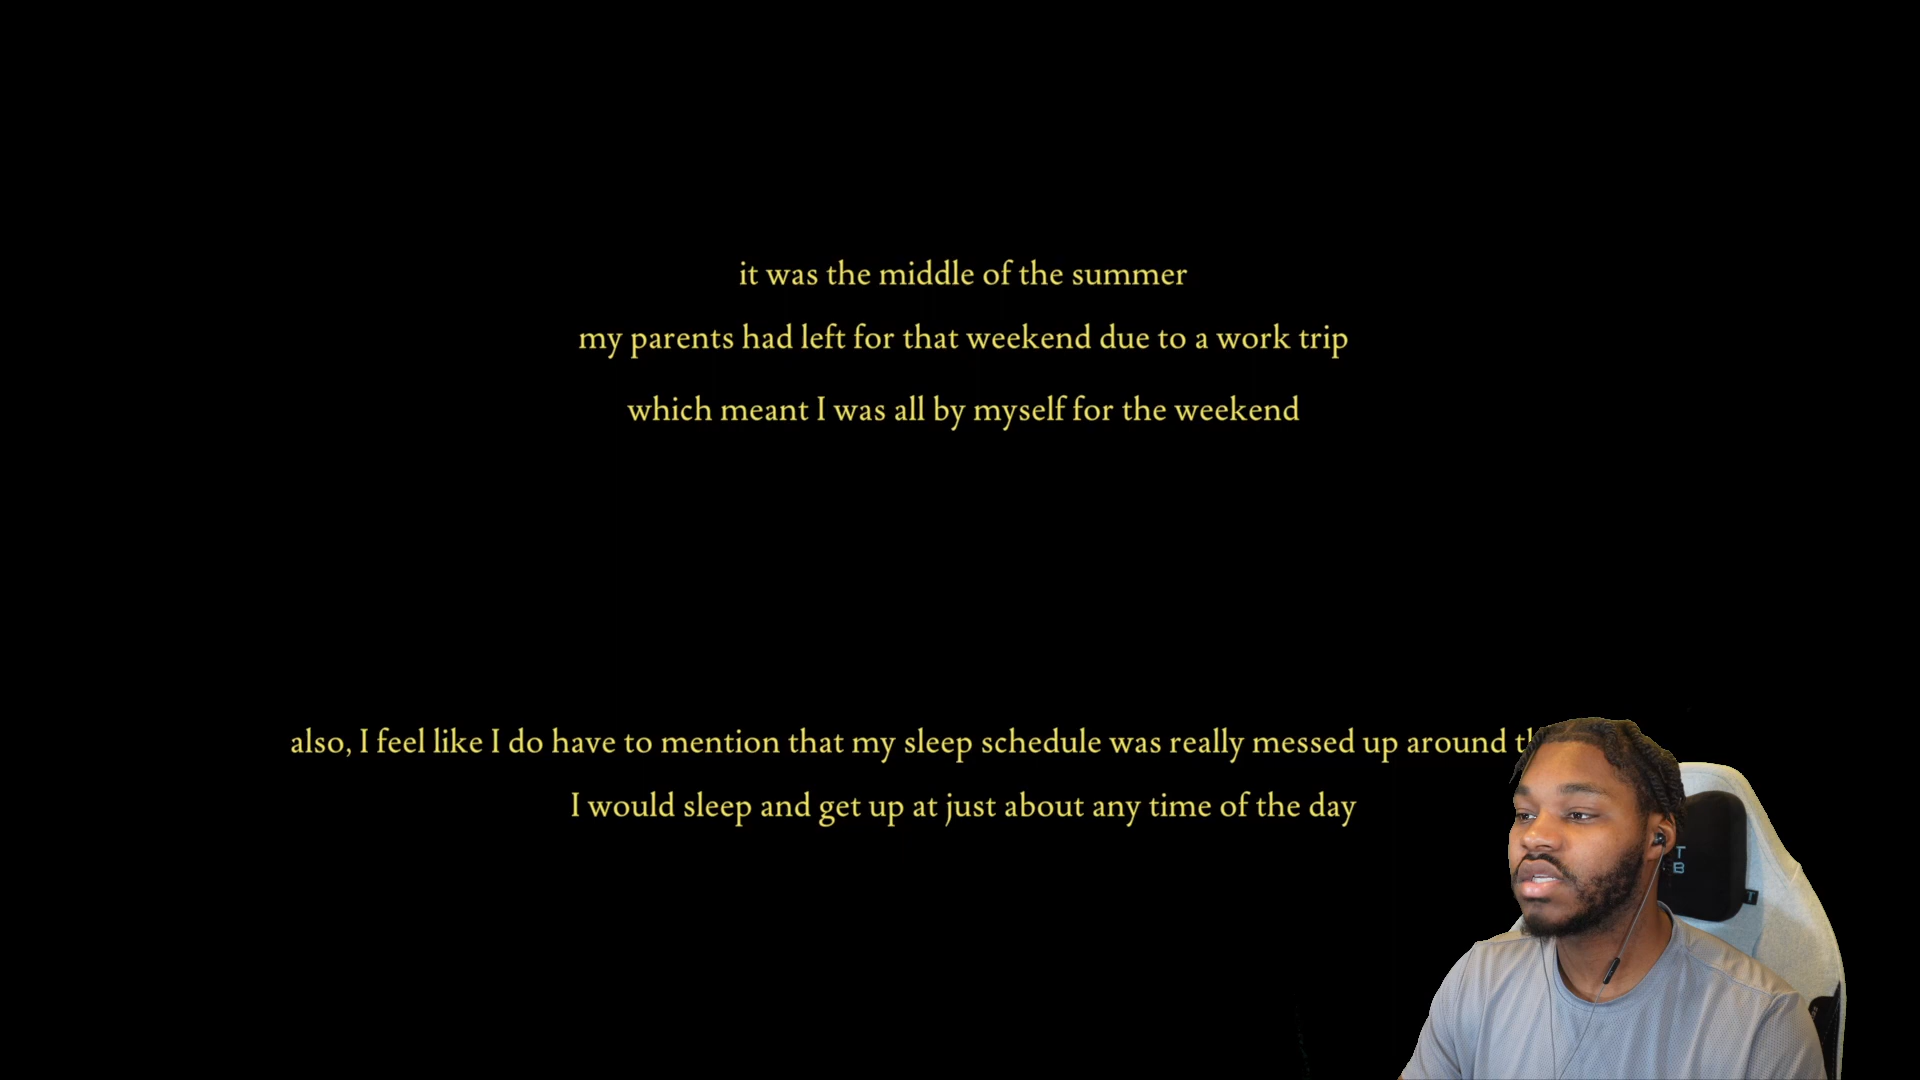 it was the middle of the summer
my parents had left for that weekend due to a work trip
which meant I was all by myself for the weekend
also, I feel like I do have to mention that my sleep schedule was really messed up around
I would sleep and get up at just about any time of the day